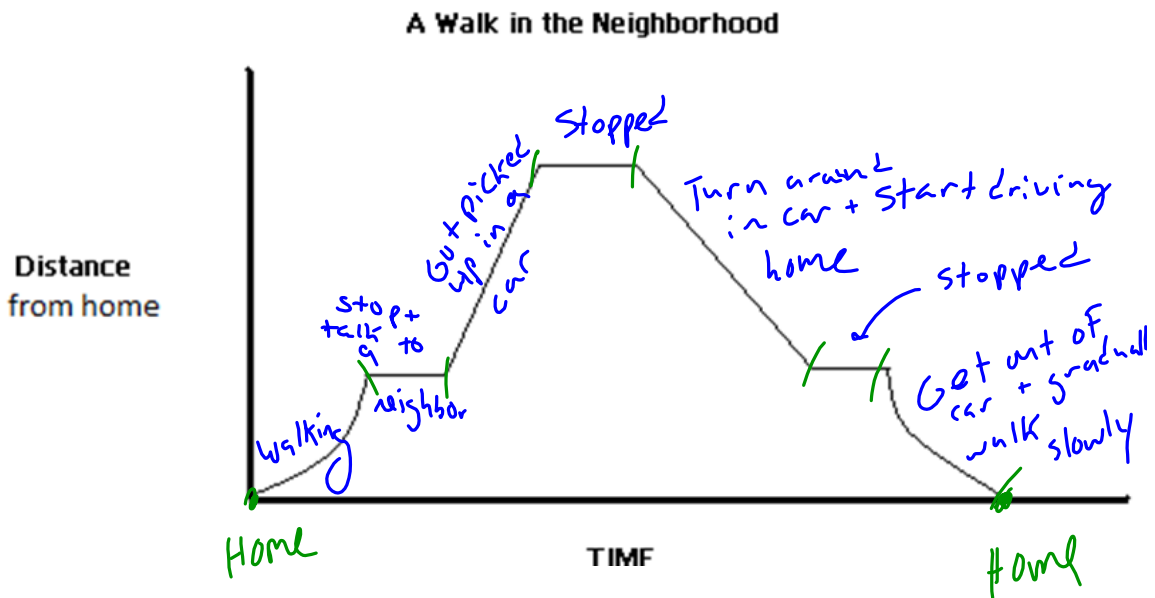 A Walk in the Neighborhood
Stopped
Got picked
up in a
car
Turn around
in car + Start driving
home
Distance
from home
stop +
talk to
a
neighbor
stopped
Get out of
car + gradual
walk slowly
walking
Home
TIMF
Home